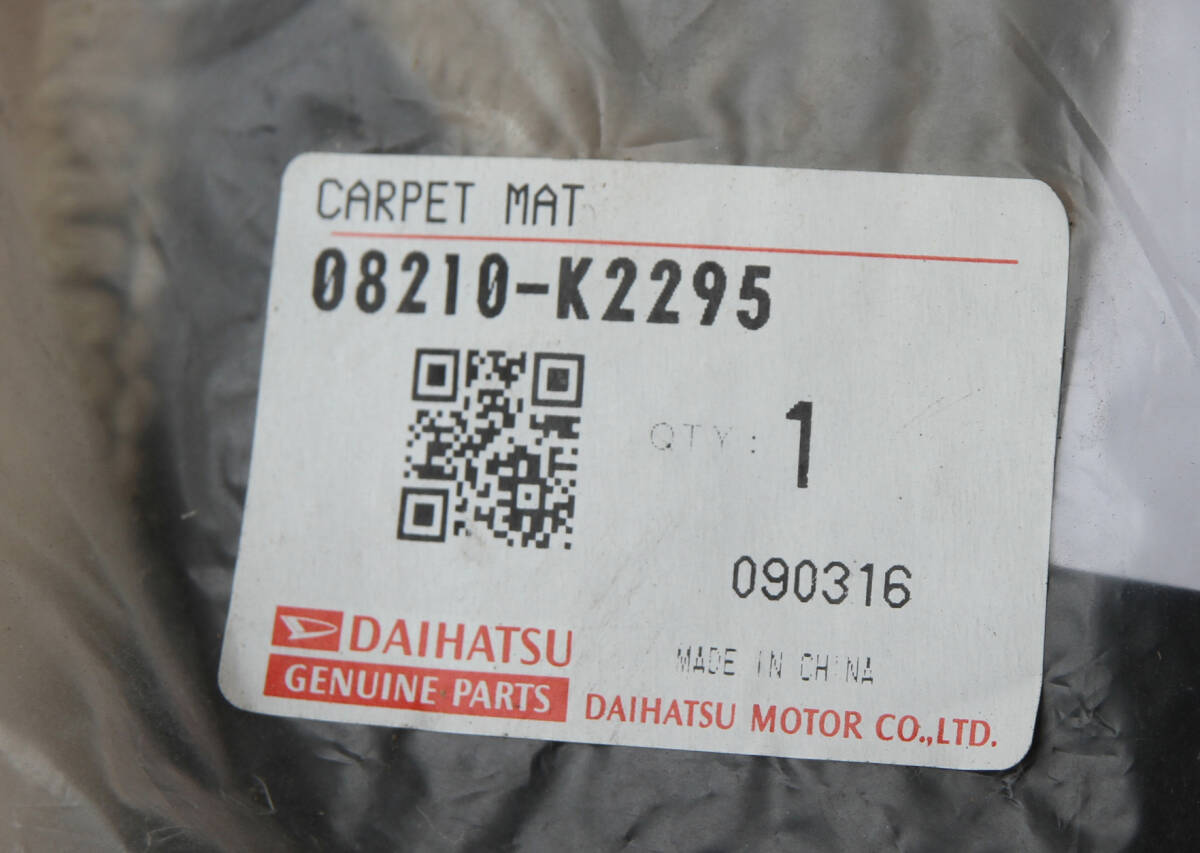 CARPET MAT
08210-K2295
QTY: 1
090316
MADE IN CHINA
DAIHATSU
GENUINE PARTS
DAIHATSU MOTOR CO.,LTD.